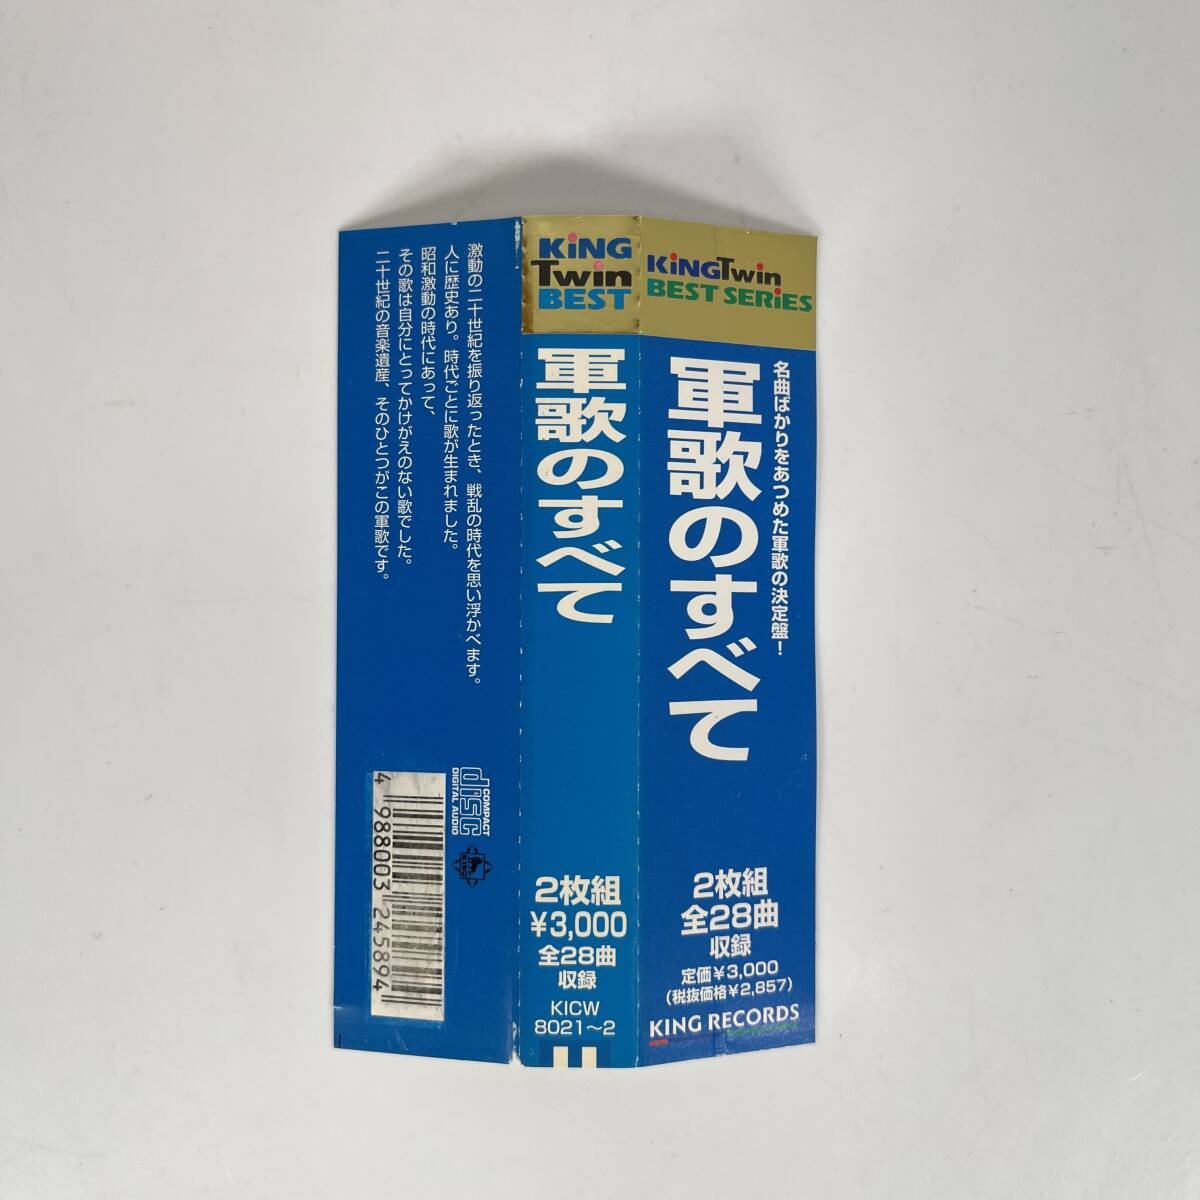 KING Twin
BEST SERIES
名曲ばかりをあつめた軍歌の決定盤！
軍歌のすべて
2枚組
全28曲
収録
定価￥3,000
(税抜価格￥2,857)
KING RECORDS
KING
Twin
BEST
軍歌のすべて
2枚組
￥3,000
全28曲
収録
KICW
8021〜2
激動の二十世紀を振り返ったとき、戦乱の時代を思い浮かべます。
人に歴史あり。時代ごとに歌が生まれました。
昭和激動の時代にあって、
その歌は自分にとってかけがえのない歌でした。
二十世紀の音楽遺産、そのひとつがこの軍歌です。
COMPACT
disc
DIGITAL AUDIO
KING
4 988003 245894